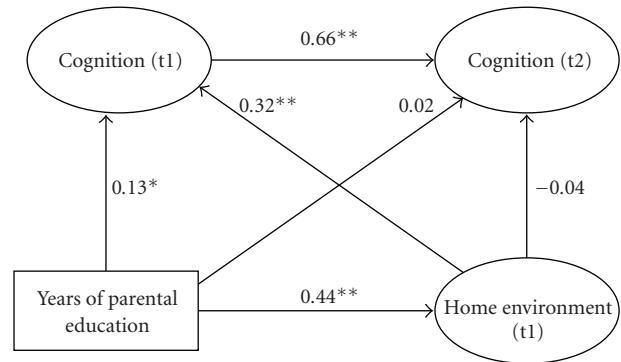 0.66**
Cognition (t1)
Cognition (t2)
0.32**
0.02
0.13*
−0.04
Years of parental
education
0.44**
Home environment
(t1)